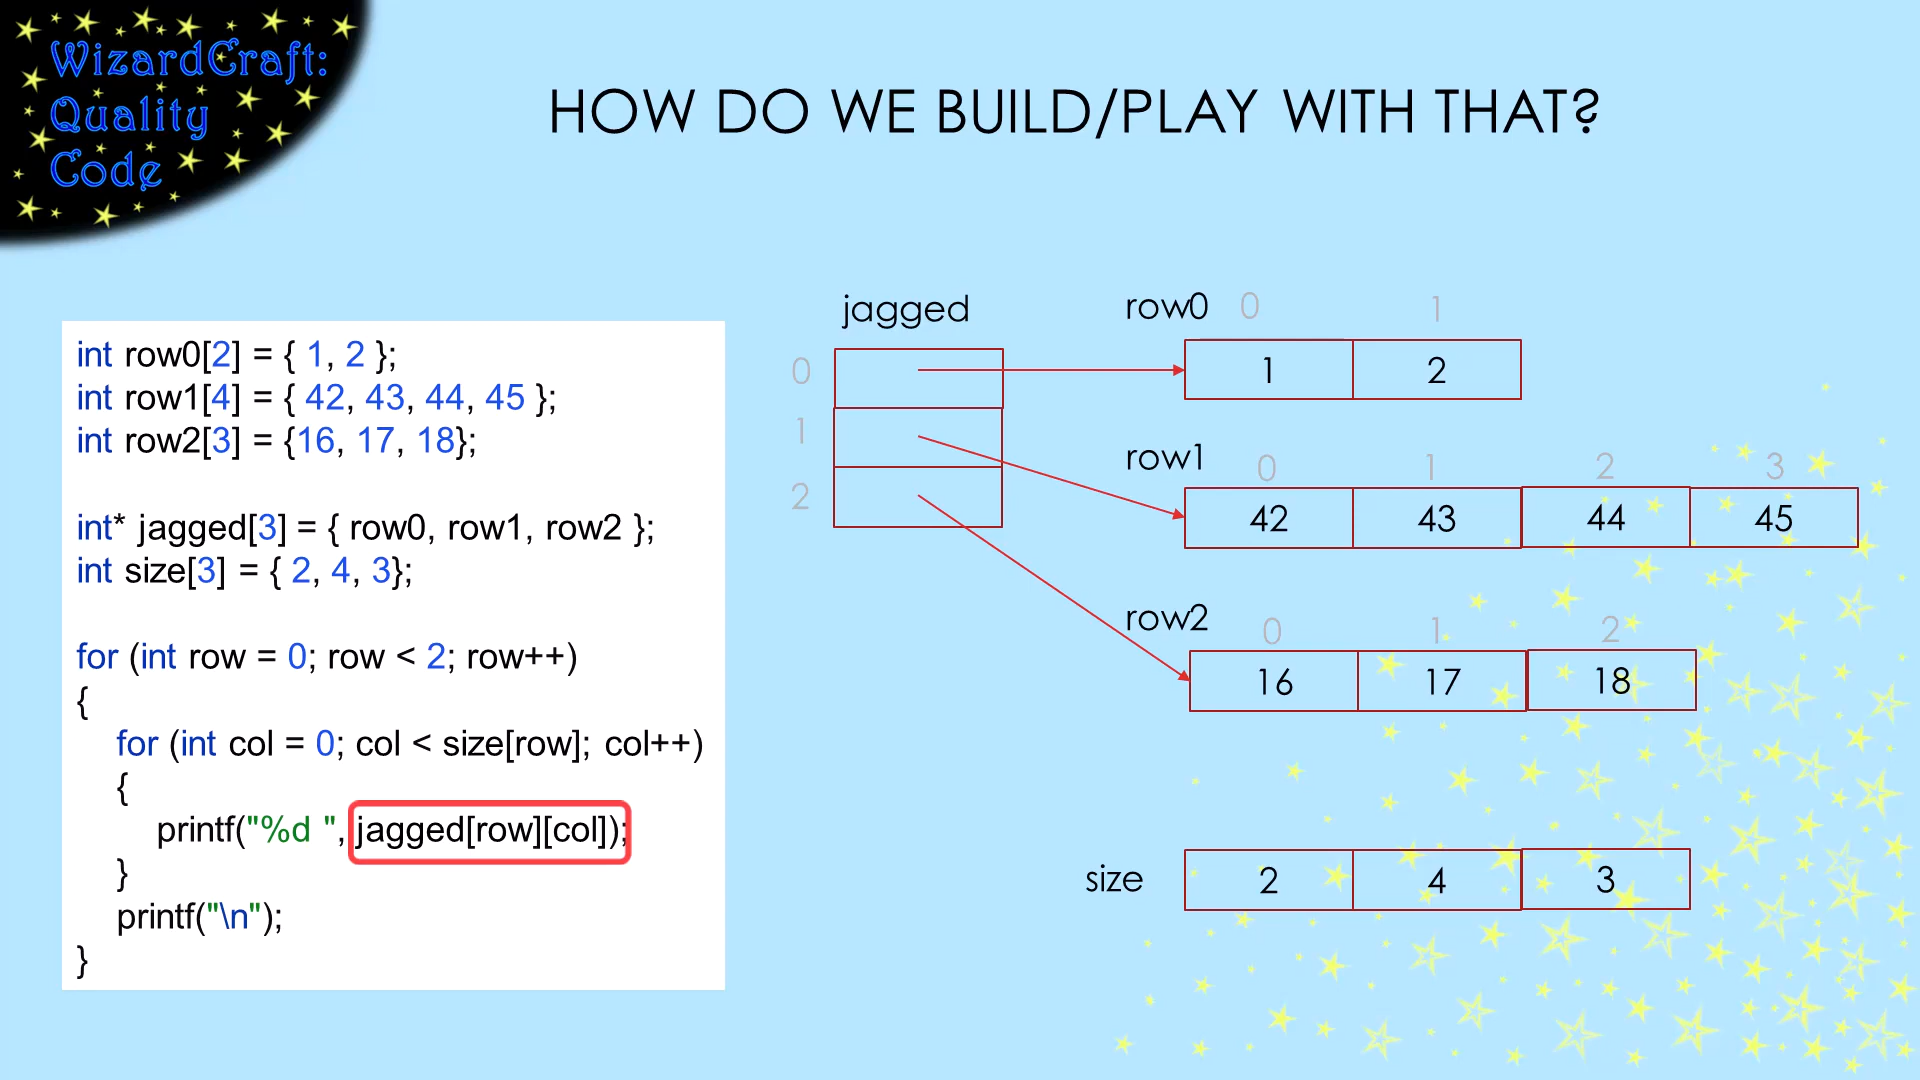 WizardCraft:
Quality
Code
HOW DO WE BUILD/PLAY WITH THAT?
int row0[2] = { 1, 2 };
int row1[4] = { 42, 43, 44, 45 };
int row2[3] = {16, 17, 18};
int* jagged[3] = { row0, row1, row2 };
int size[3] = { 2, 4, 3};
for (int row = 0; row < 2; row++)
{
for (int col = 0; col < size[row]; col++)
{
printf("%d ", jagged[row][col]);
}
printf("\n");
}
jagged
0
1
2
row0 0 1
1 2
row1 0 1 2 3
42 43 44 45
row2 0 1 2
16 17 18
size 2 4 3